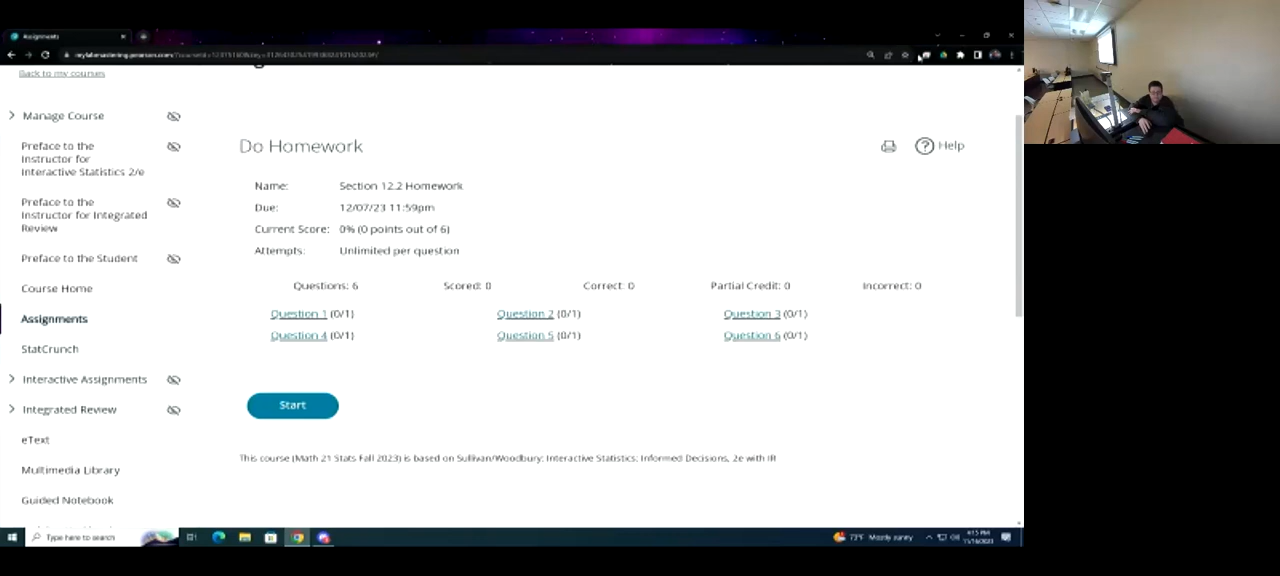 Assignments
Back to my courses
Manage Course
Preface to the
Instructor for
Interactive Statistics 2/e
Preface to the
Instructor for Integrated
Review
Preface to the Student
Course Home
Assignments
StatCrunch
Interactive Assignments
Integrated Review
eText
Multimedia Library
Guided Notebook
Do Homework
Help
Name: Section 12.2 Homework
Due: 12/07/23 11:59pm
Current Score: 0% (0 points out of 6)
Attempts: Unlimited per question
Questions: 6 Scored: 0 Correct: 0 Partial Credit: 0 Incorrect: 0
Question 1 (0/1) Question 2 (0/1) Question 3 (0/1)
Question 4 (0/1) Question 5 (0/1) Question 6 (0/1)
Start
This course (Math 21 Stats Fall 2023) is based on Sullivan/Woodbury: Interactive Statistics: Informed Decisions, 2e with IR
Type here to search
73°F Mostly sunny
4:15 PM